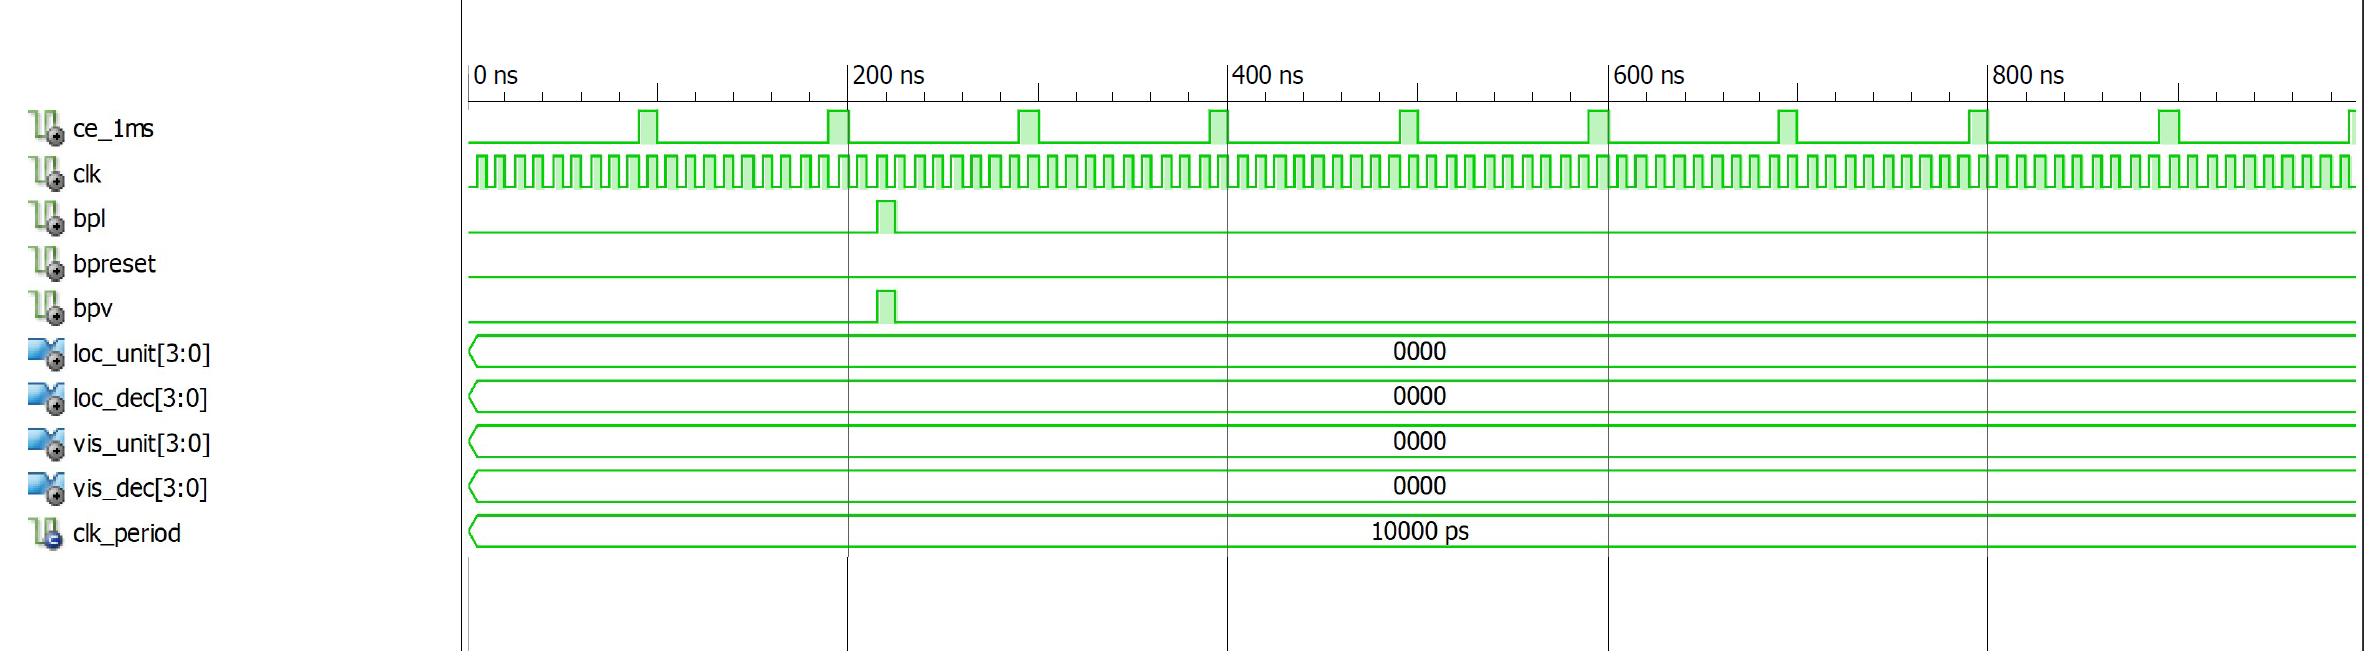 0 ns 200 ns 400 ns 600 ns 800 ns
ce_1ms
clk
bpl
bpreset
bpv
loc_unit[3:0] 0000
loc_dec[3:0] 0000
vis_unit[3:0] 0000
vis_dec[3:0] 0000
clk_period 10000 ps